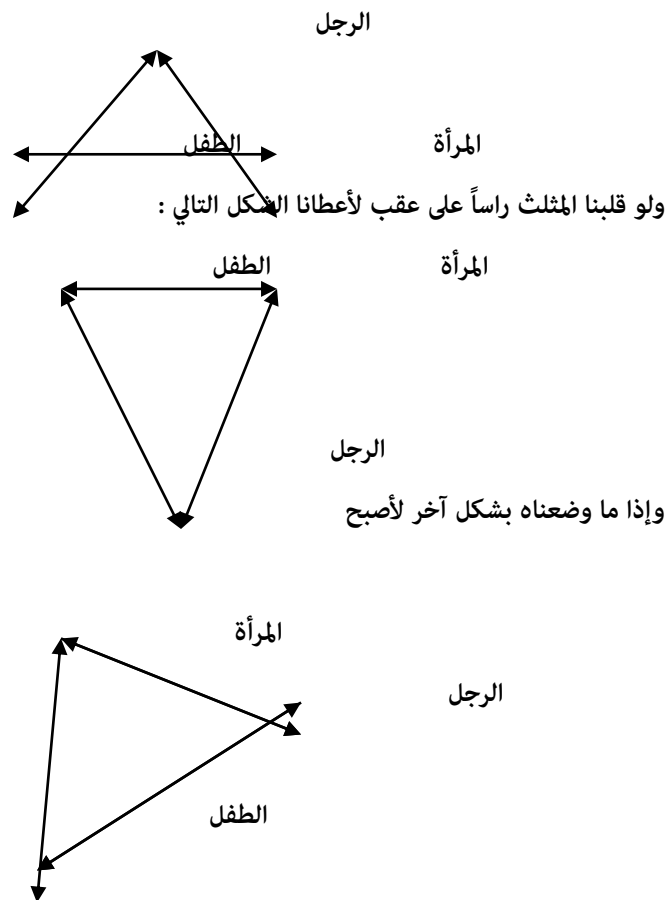 الرجل
المرأة الطفل
ولو قلبنا المثلث راساً على عقب لأعطانا الشكل التالي :
المرأة الطفل
الرجل
وإذا ما وضعناه بشكل آخر لأصبح
المرأة
الرجل
الطفل